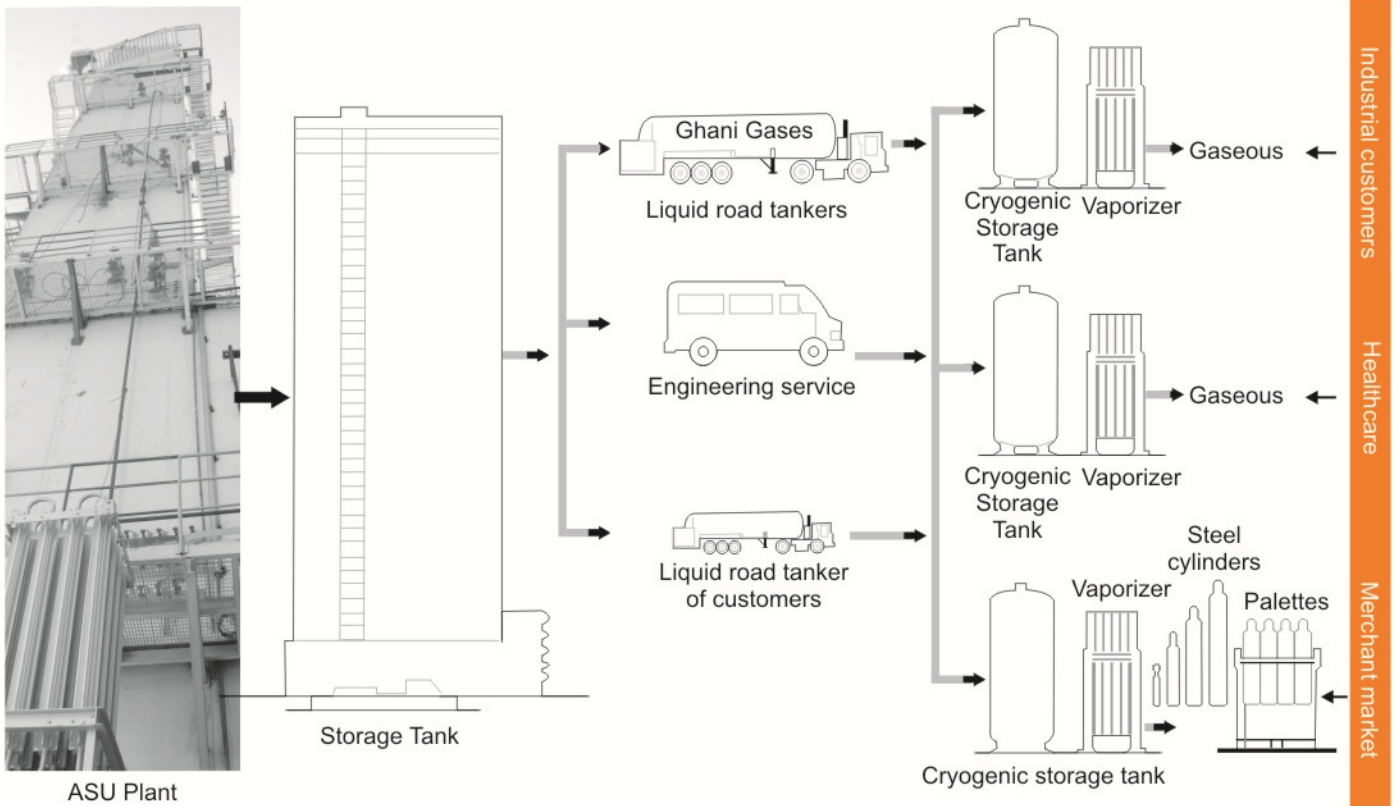 ASU Plant
Storage Tank
Ghani Gases
Liquid road tankers
Engineering service
Liquid road tanker
of customers
Cryogenic
Storage
Tank
Vaporizer
Gaseous
Cryogenic
Storage
Tank
Vaporizer
Gaseous
Cryogenic storage tank
Vaporizer
Steel
cylinders
Palettes
Industrial customers
Healthcare
Merchant market